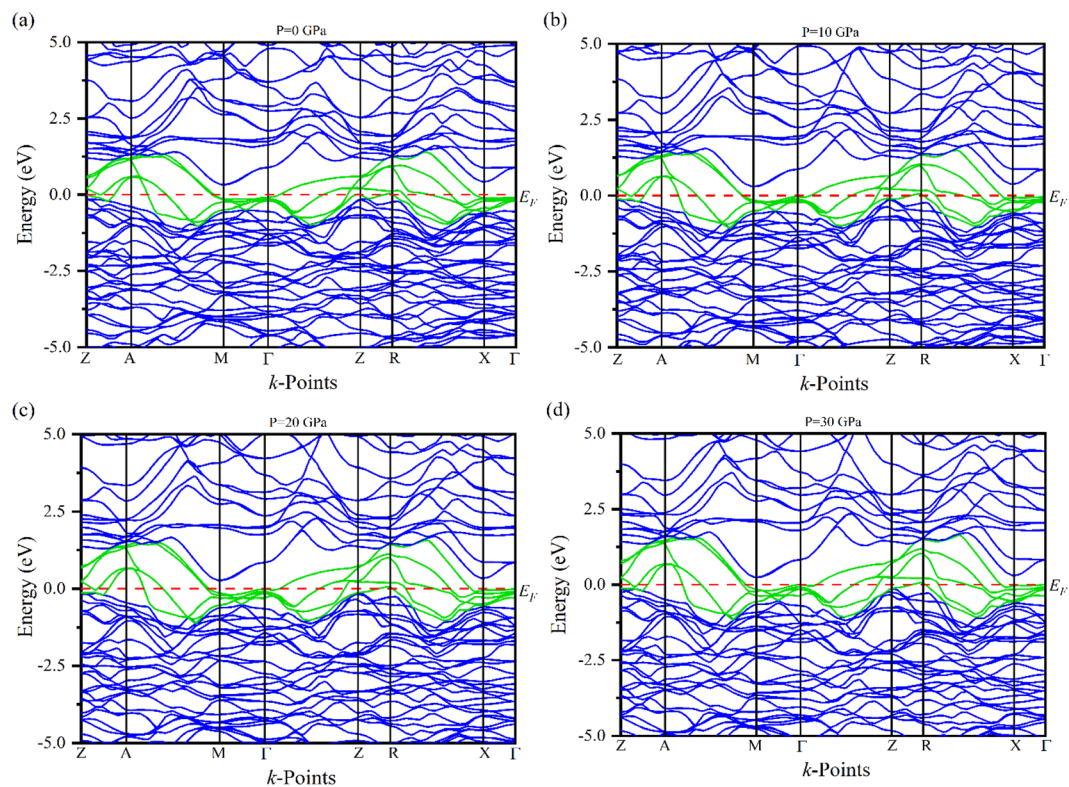 (a)
P=0 GPa
5.0
2.5
0.0
-2.5
-5.0
Energy (eV)
E_F
Z A M Γ Z R X Γ
k-Points
(b)
P=10 GPa
5.0
2.5
0.0
-2.5
-5.0
Energy (eV)
E_F
Z A M Γ Z R X Γ
k-Points
(c)
P=20 GPa
5.0
2.5
0.0
-2.5
-5.0
Energy (eV)
E_F
Z A M Γ Z R X Γ
k-Points
(d)
P=30 GPa
5.0
2.5
0.0
-2.5
-5.0
Energy (eV)
E_F
Z A M Γ Z R X Γ
k-Points